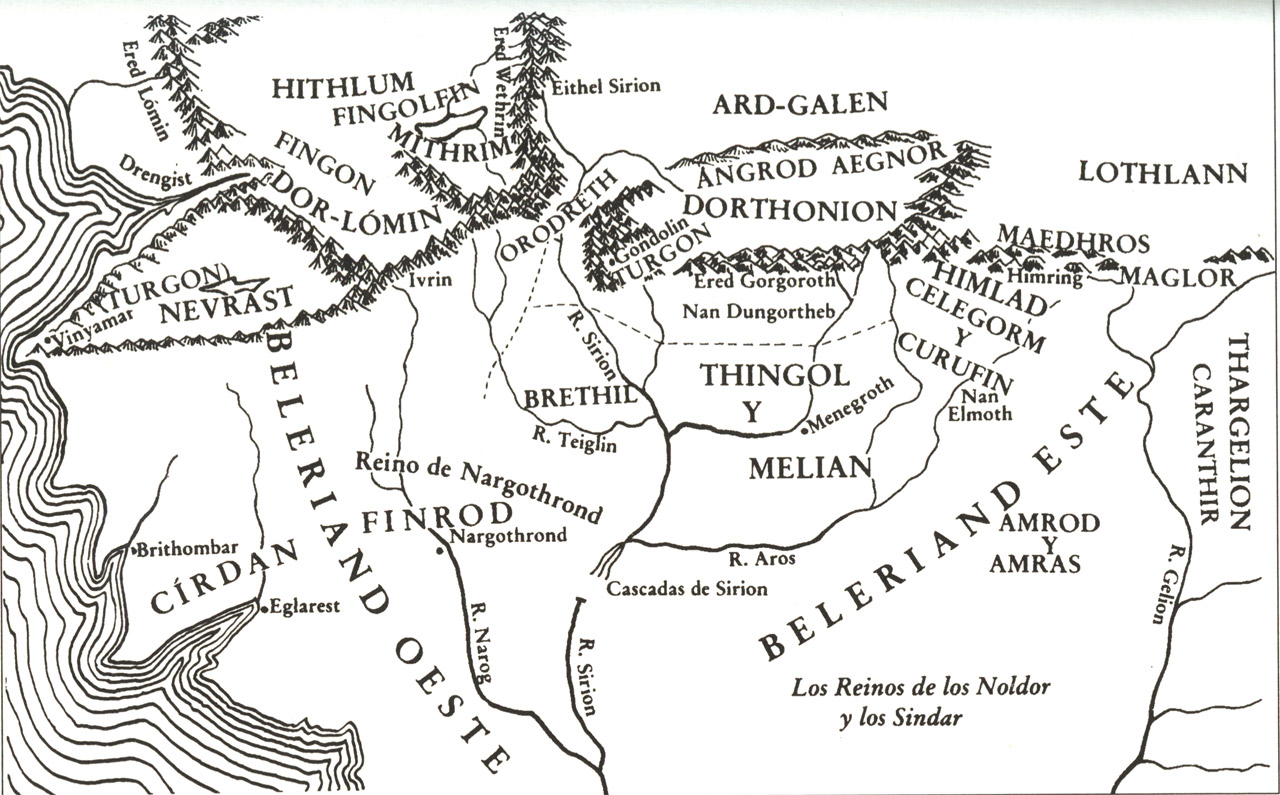 Ered Lómin
HITHLUM
FINGOLFIN
MITHRIM
Ered Wethrin
Eithel Sirion
ARD-GALEN
FINGON
DOR-LÓMIN
Drengist
ANGROD AEGNOR
DORTHONION
LOTHLANN
ORODRETH
Gondolin
TURGON
MAEDHROS
Himring
MAGLOR
Ivrin
Ered Gorgoroth
Nan Dungortheb
HIMLAD
CELEGORM
Y
CURUFIN
(TURGON)
NEVRAST
Vinyamar
R. Sirion
BRETHIL
R. Teiglin
THINGOL
Y
MELIAN
Menegroth
Nan
Elmoth
THARGELION
CARANTHIR
BELERIAND OESTE
BELERIAND ESTE
Reino de Nargothrond
FINROD
Nargothrond
Brithombar
CÍRDAN
Eglarest
R. Aros
Cascadas de Sirion
AMROD
Y
AMRAS
R. Gelion
R. Narog
R. Sirion
Los Reinos de los Noldor
y los Sindar